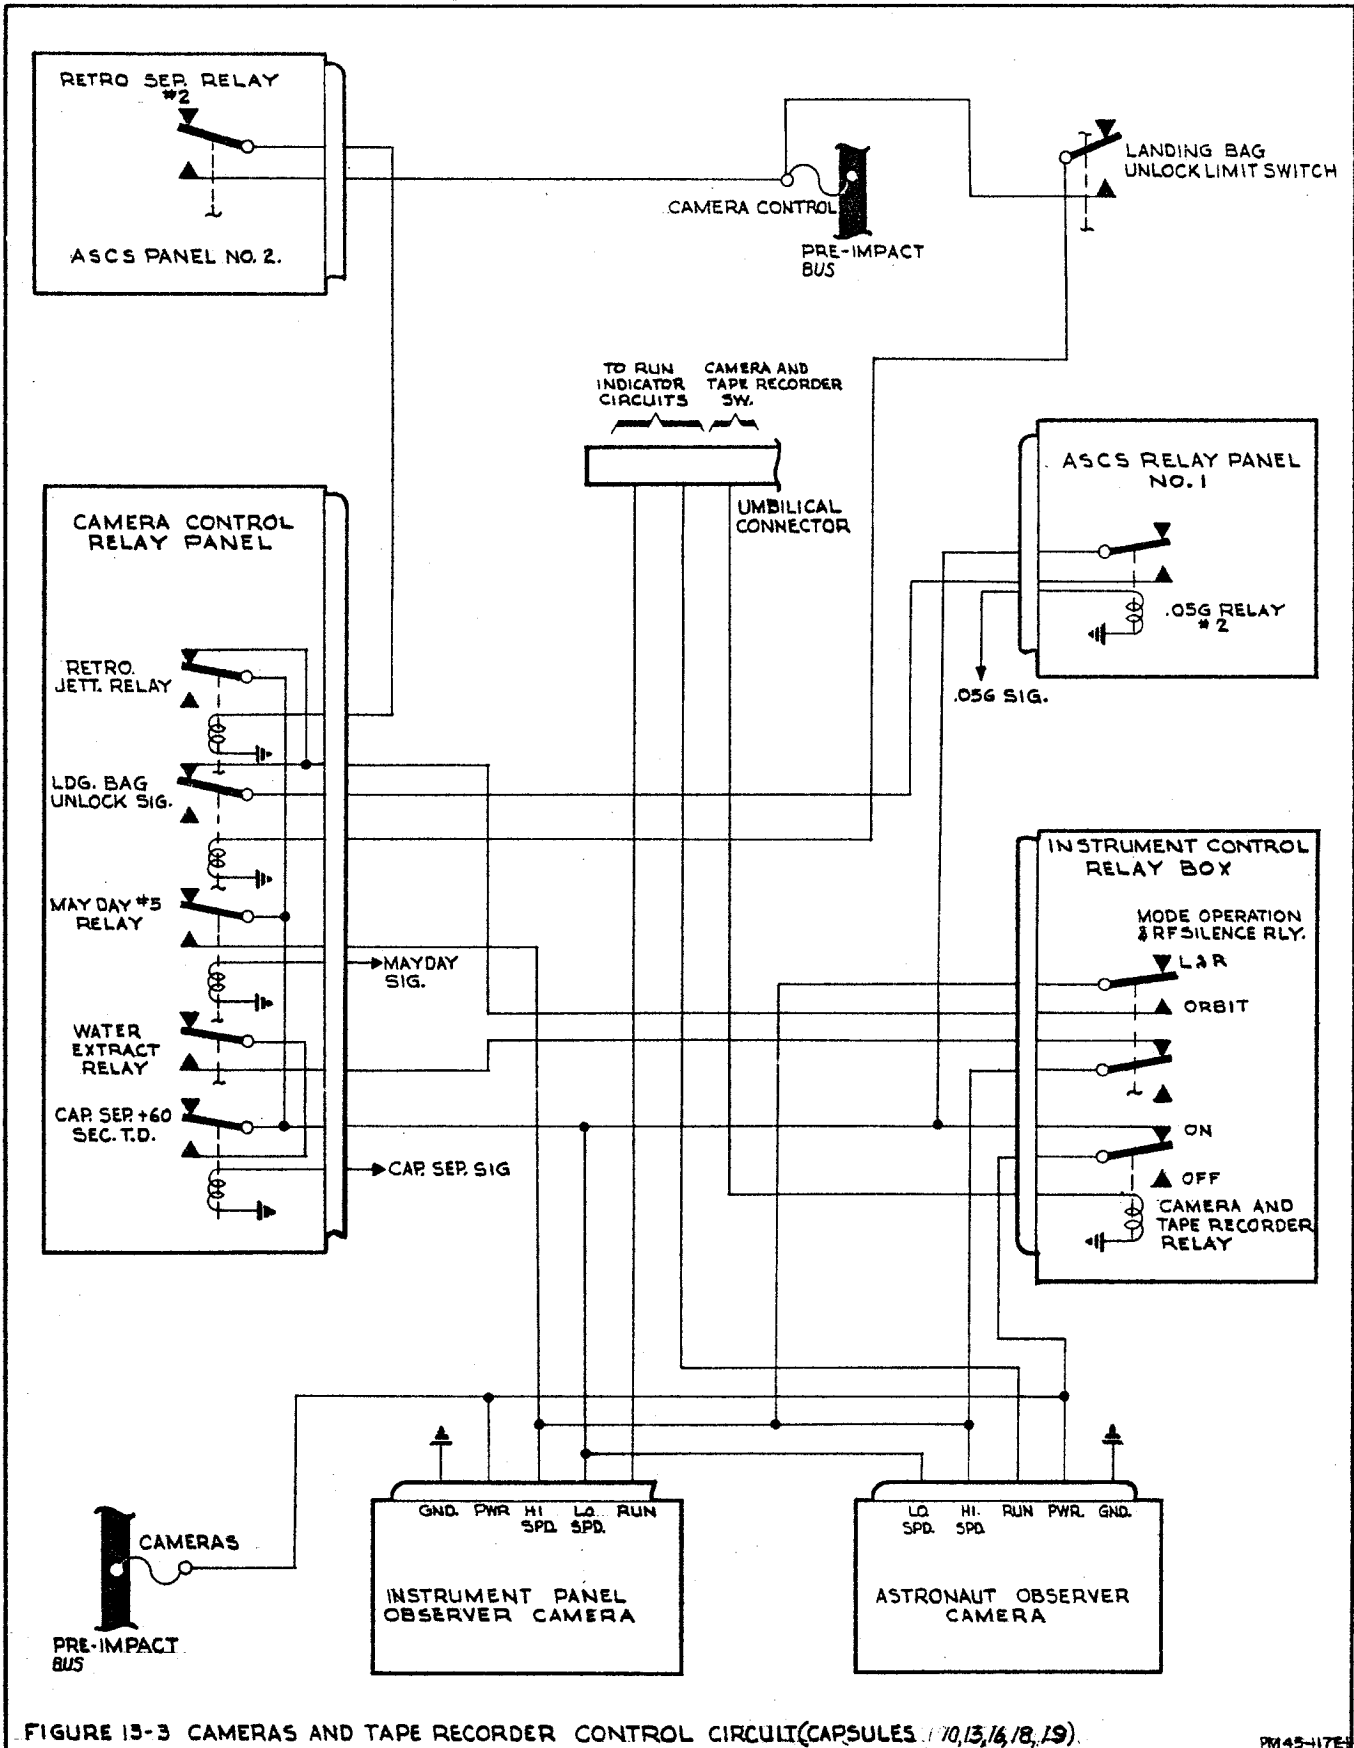 RETRO SEP. RELAY
#2
ASCS PANEL NO. 2.
CAMERA CONTROL
PRE-IMPACT
BUS
LANDING BAG
UNLOCK LIMIT SWITCH
TO RUN
INDICATOR
CIRCUITS
CAMERA AND
TAPE RECORDER
SW.
UMBILICAL
CONNECTOR
ASCS RELAY PANEL
NO. 1
.05G RELAY
#2
.05G SIG.
CAMERA CONTROL
RELAY PANEL
RETRO.
JETT. RELAY
LDG. BAG
UNLOCK SIG.
MAY DAY #5
RELAY
MAYDAY
SIG.
WATER
EXTRACT
RELAY
CAP. SEP. +60
SEC. T.D.
CAP. SEP. SIG
INSTRUMENT CONTROL
RELAY BOX
MODE OPERATION
& RF SILENCE RLY.
L&R
ORBIT
ON
OFF
CAMERA AND
TAPE RECORDER
RELAY
GND. PWR HI SPD. LO SPD. RUN
INSTRUMENT PANEL
OBSERVER CAMERA
LO SPD. HI. SPD. RUN PWR. GND.
ASTRONAUT OBSERVER
CAMERA
CAMERAS
PRE-IMPACT
BUS
FIGURE 13-3 CAMERAS AND TAPE RECORDER CONTROL CIRCUIT (CAPSULES 10, 13, 16, 18, 19)